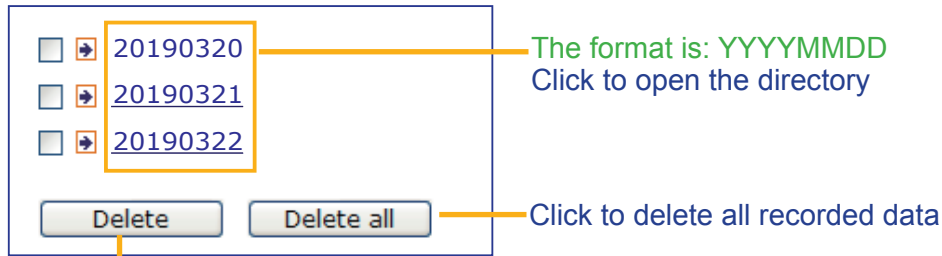 20190320
The format is: YYYYMMDD
Click to open the directory
20190321
20190322
Delete
Delete all
Click to delete all recorded data